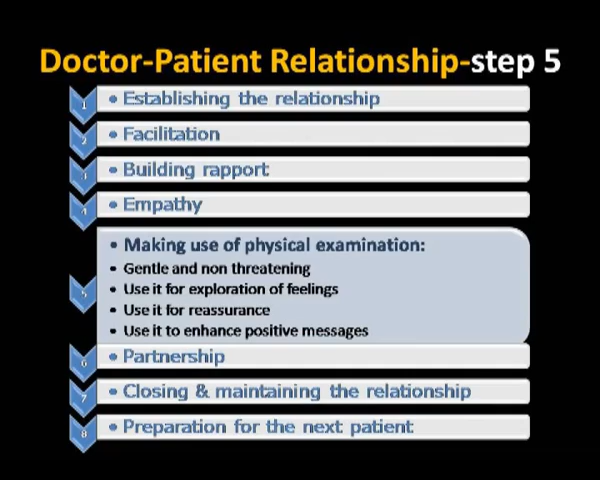 Doctor-Patient Relationship-step 5
1 • Establishing the relationship
2 • Facilitation
3 • Building rapport
4 • Empathy
• Making use of physical examination:
• Gentle and non threatening
5 • Use it for exploration of feelings
• Use it for reassurance
• Use it to enhance positive messages
6 • Partnership
7 • Closing & maintaining the relationship
8 • Preparation for the next patient